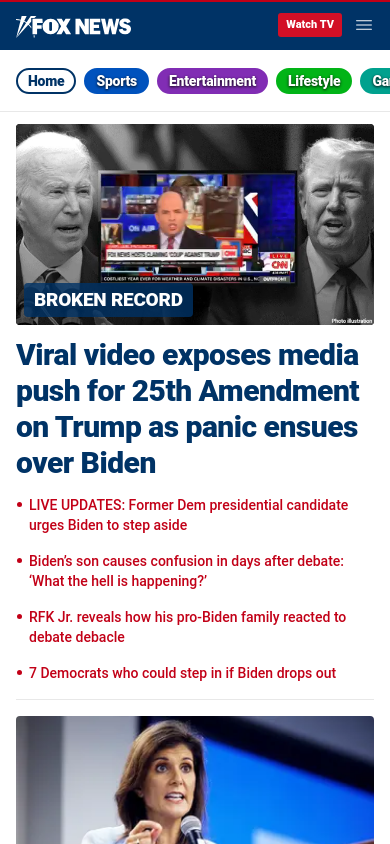 FOX NEWS
Watch TV
Home
Sports
Entertainment
Lifestyle
Ga
ON AIR
FOX NEWS HOSTS CLAIMING 'COUP' AGAINST TRUMP
CNN
LIVE
CNN
COSTLIEST YEAR EVER FOR WEATHER AND CLIMATE DISASTERS IN U.S.
OUTFRONT
BROKEN RECORD
Photo illustration
Viral video exposes media
push for 25th Amendment
on Trump as panic ensues
over Biden
• LIVE UPDATES: Former Dem presidential candidate
urges Biden to step aside
• Biden's son causes confusion in days after debate:
'What the hell is happening?'
• RFK Jr. reveals how his pro-Biden family reacted to
debate debacle
• 7 Democrats who could step in if Biden drops out